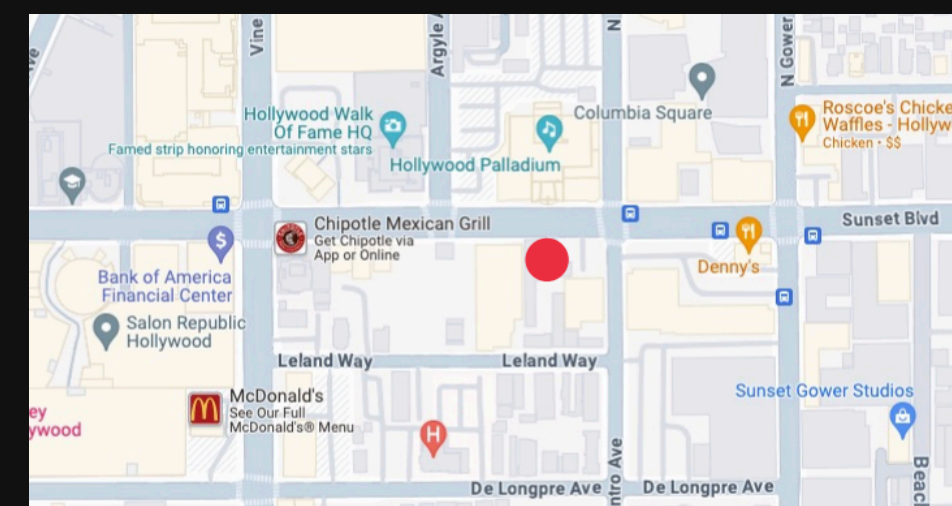 Vine
Argyle A
N
N Gower
Hollywood Walk
Of Fame HQ
Famed strip honoring entertainment stars
Hollywood Palladium
Columbia Square
Roscoe's Chicke
Waffles - Hollyw
Chicken · $$
Sunset Blvd
Chipotle Mexican Grill
Get Chipotle via
App or Online
$
Bank of America
Financial Center
Denny's
Salon Republic
Hollywood
Leland Way
Leland Way
McDonald's
See Our Full
McDonald's® Menu
ey
ywood
H
Sunset Gower Studios
De Longpre Ave
ntro Ave
De Longpre Ave
Beac